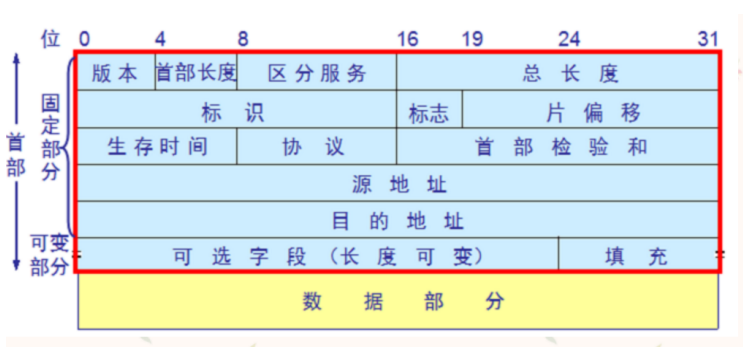 位 0 4 8 16 19 24 31
版本 首部长度 区分服务 总长度
标识 标志 片偏移
生存时间 协议 首部检验和
源地址
目的地址
可选字段（长度可变） 填充
数据部分
首部
固定部分
可变部分